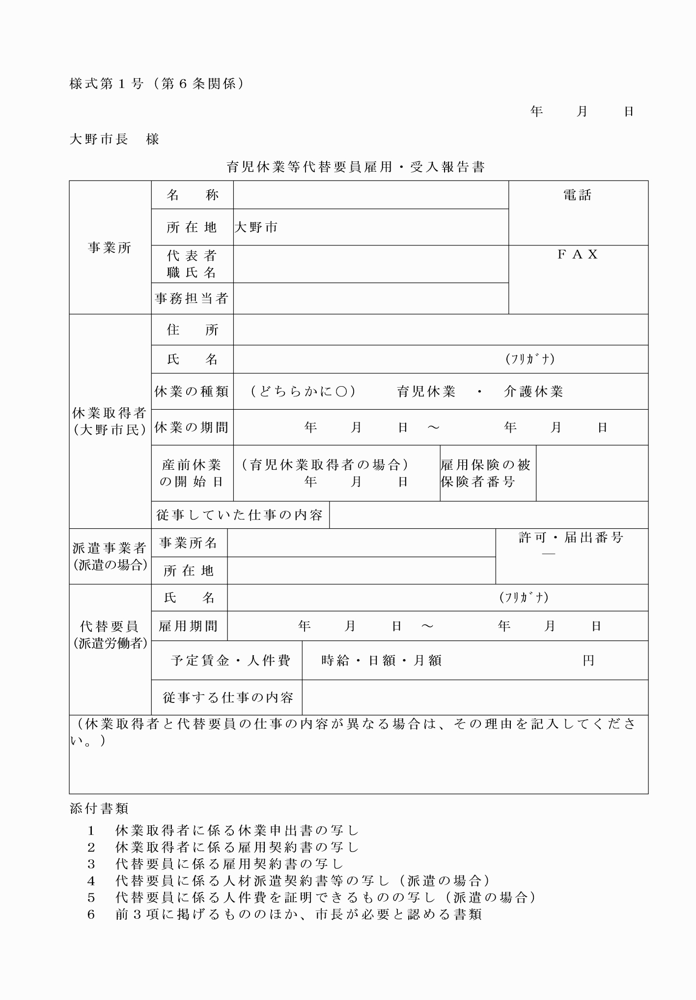 様式第１号（第６条関係）
年　　月　　日
大野市長　様
育児休業等代替要員雇用・受入報告書
事業所
名　称
電話
所在地
大野市
代表者
職氏名
ＦＡＸ
事務担当者
休業取得者
（大野市民）
住　所
氏　名
（ﾌﾘｶﾞﾅ）
休業の種類
（どちらかに〇）　　育児休業　・　介護休業
休業の期間
年　　月　　日　～　　　　年　　月　　日
産前休業
の開始日
（育児休業取得者の場合）
年　　月　　日
雇用保険の被
保険者番号
従事していた仕事の内容
派遣事業者
（派遣の場合）
事業所名
許可・届出番号
―
所在地
代替要員
（派遣労働者）
氏　名
（ﾌﾘｶﾞﾅ）
雇用期間
年　　月　　日　～　　　　年　　月　　日
予定賃金・人件費
時給・日額・月額　　　　　　　　　円
従事する仕事の内容
（休業取得者と代替要員の仕事の内容が異なる場合は、その理由を記入してくださ
い。）
添付書類
１　休業取得者に係る休業申出書の写し
２　休業取得者に係る雇用契約書の写し
３　代替要員に係る雇用契約書の写し
４　代替要員に係る人材派遣契約書等の写し（派遣の場合）
５　代替要員に係る人件費を証明できるものの写し（派遣の場合）
６　前３項に掲げるもののほか、市長が必要と認める書類